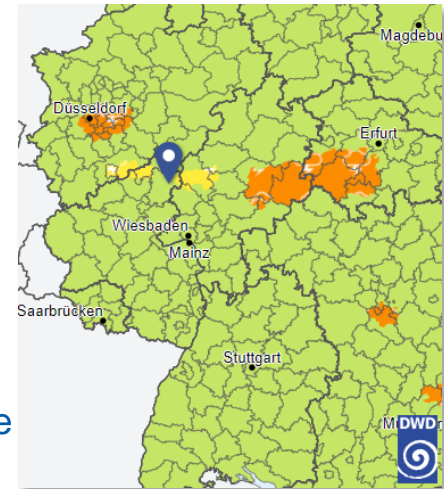 Magdebu
Düsseldorf
Erfurt
Wiesbaden
Mainz
Saarbrücken
Stuttgart
e
M
DWD